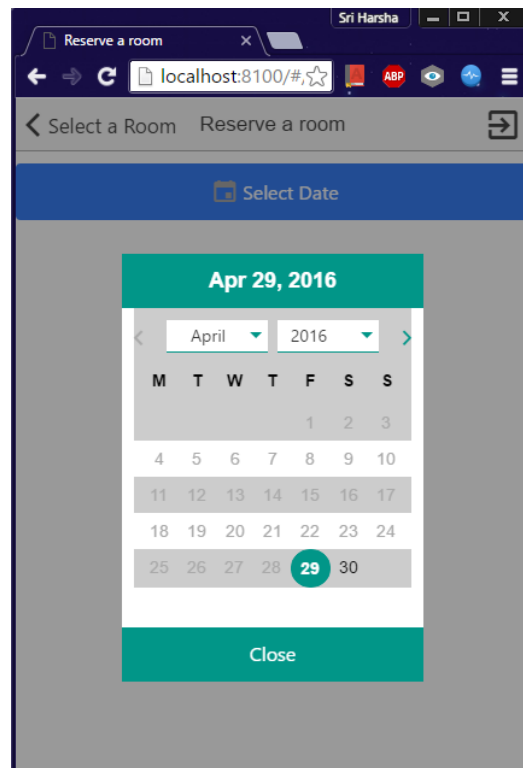 Sri Harsha
Reserve a room
localhost:8100/#,
ABP
Select a Room Reserve a room
Select Date
Apr 29, 2016
April 2016
M T W T F S S
1 2 3
4 5 6 7 8 9 10
11 12 13 14 15 16 17
18 19 20 21 22 23 24
25 26 27 28 29 30
Close